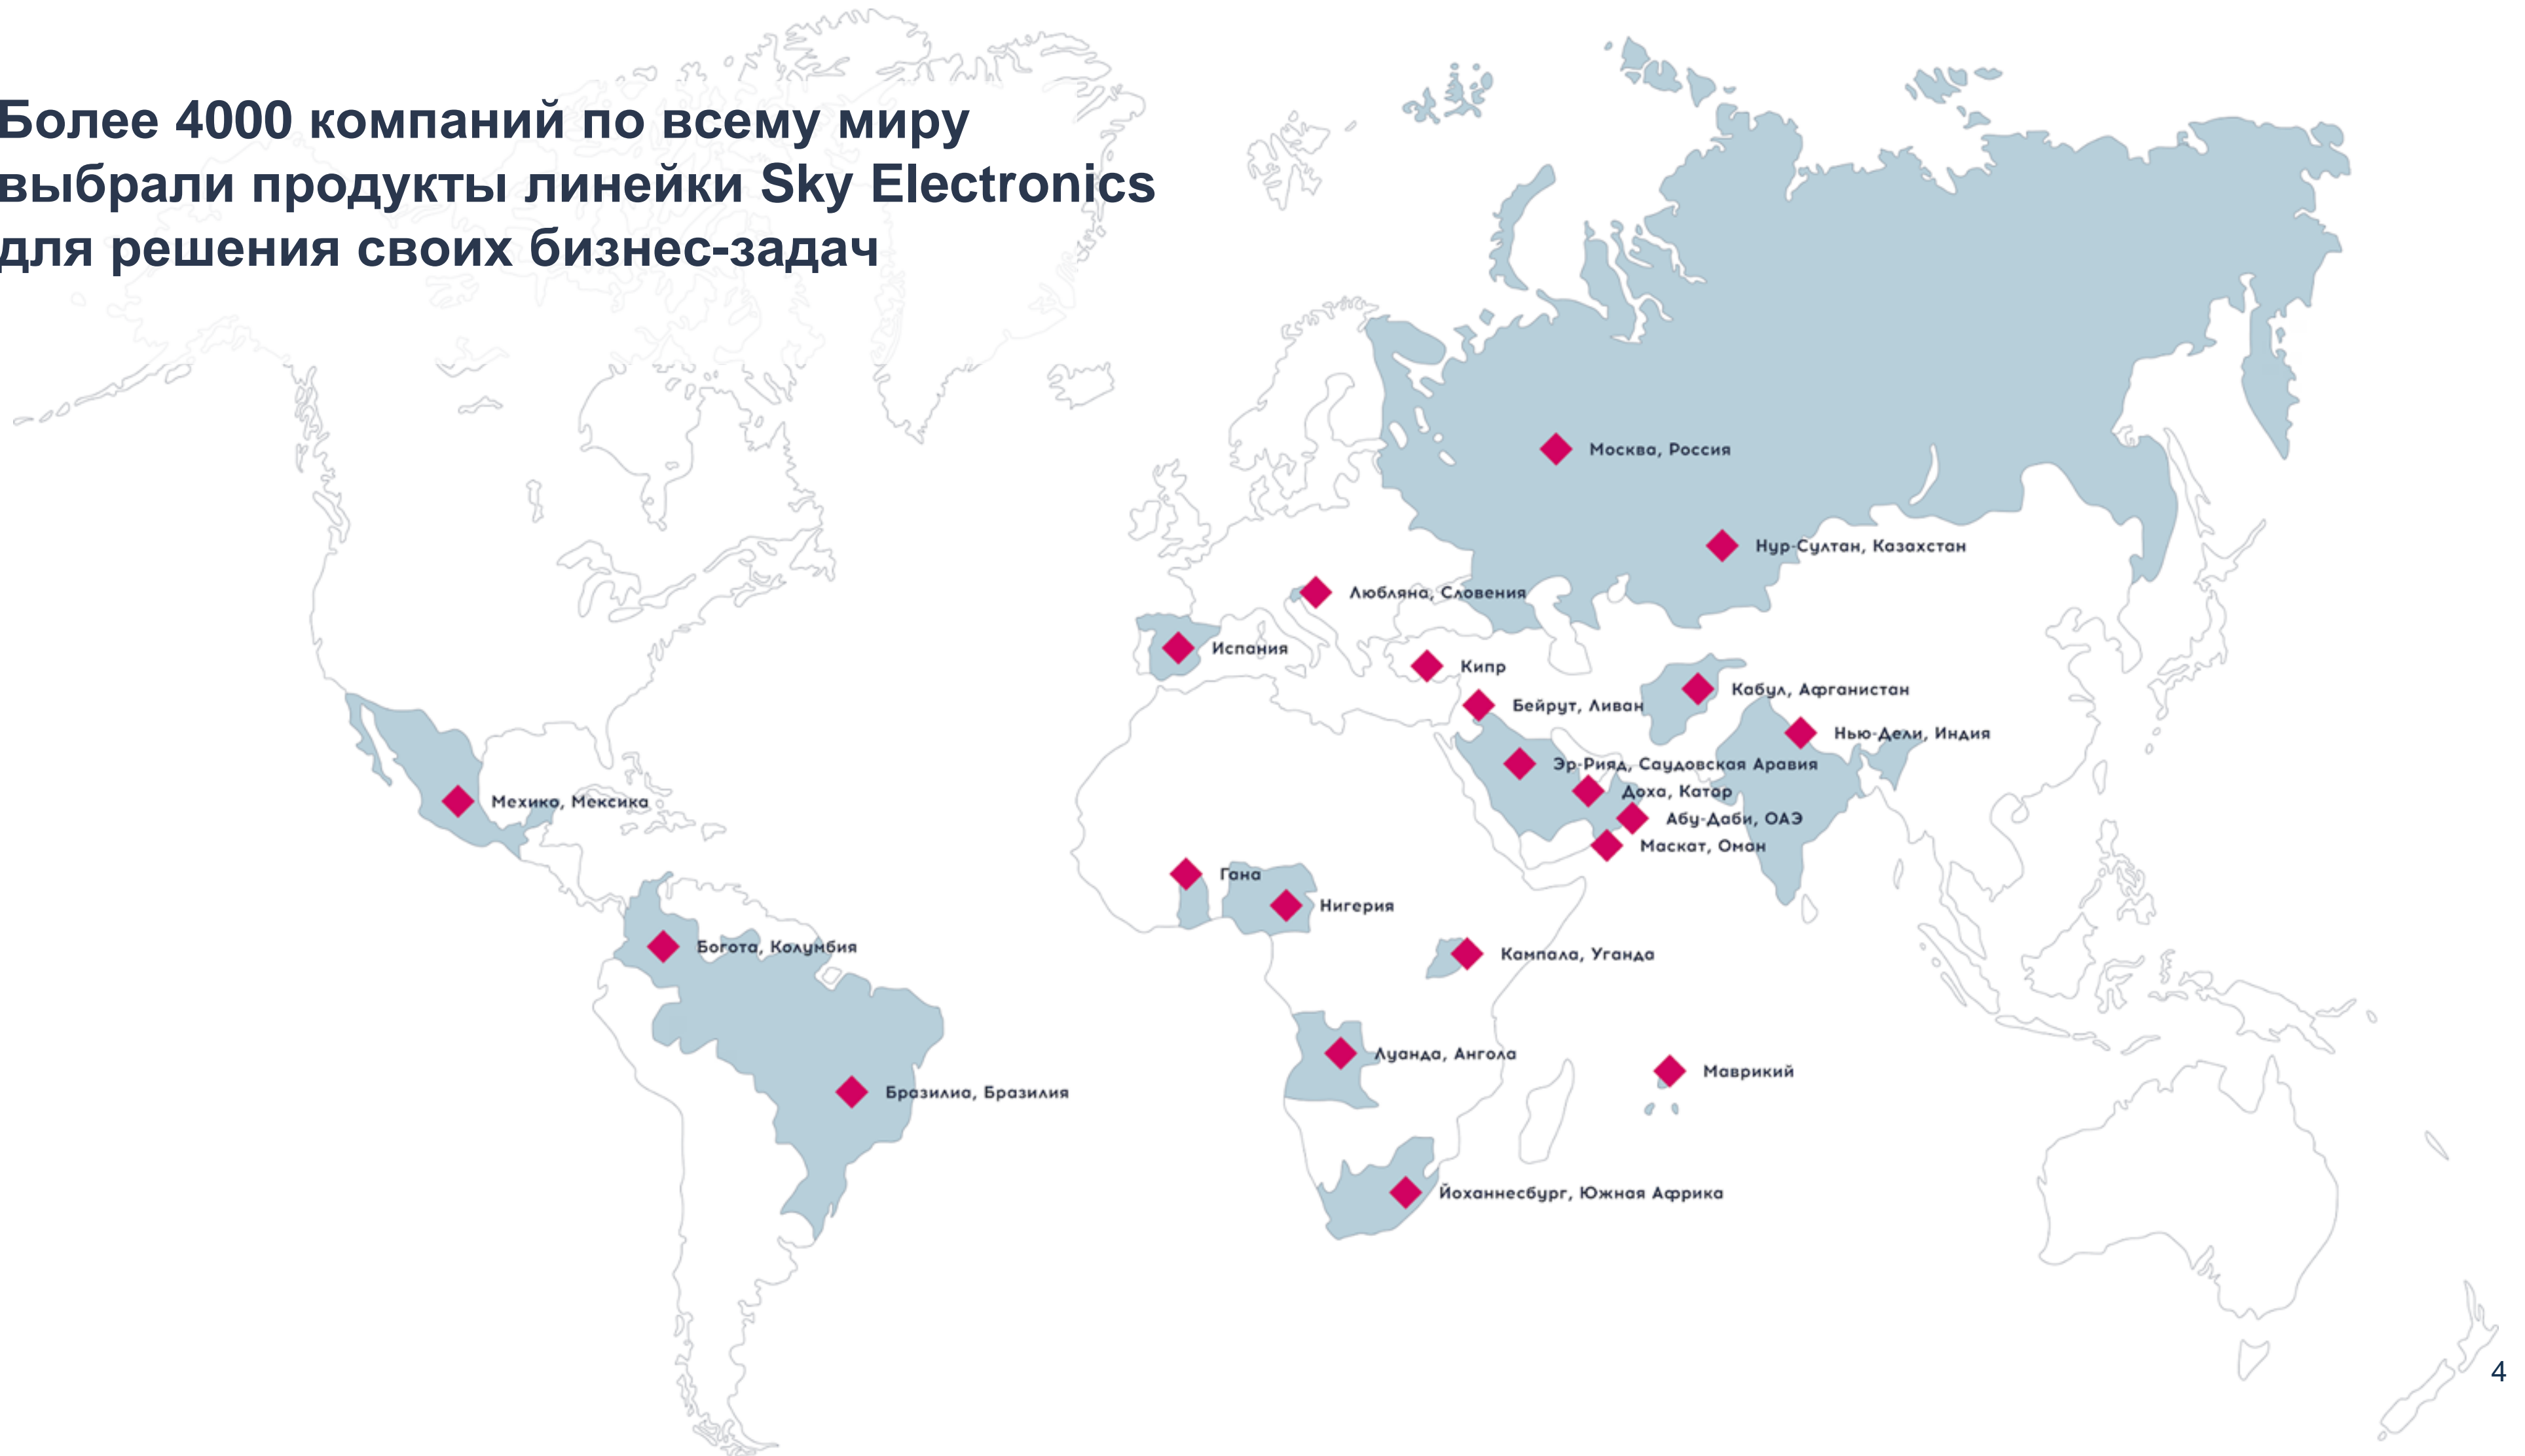 Более 4000 компаний по всему миру
выбрали продукты линейки Sky Electronics
для решения своих бизнес-задач
Москва, Россия
Нур-Султан, Казахстан
Любляна, Словения
Испания
Кипр
Кабул, Афганистан
Бейрут, Ливан
Нью-Дели, Индия
Эр-Рияд, Саудовская Аравия
Доха, Катор
Мехико, Мексика
Абу-Даби, ОАЭ
Маскат, Оман
Гана
Нигерия
Богота, Колумбия
Кампала, Уганда
Луанда, Ангола
Маврикий
Бразилиа, Бразилия
Йоханнесбург, Южная Африка
4